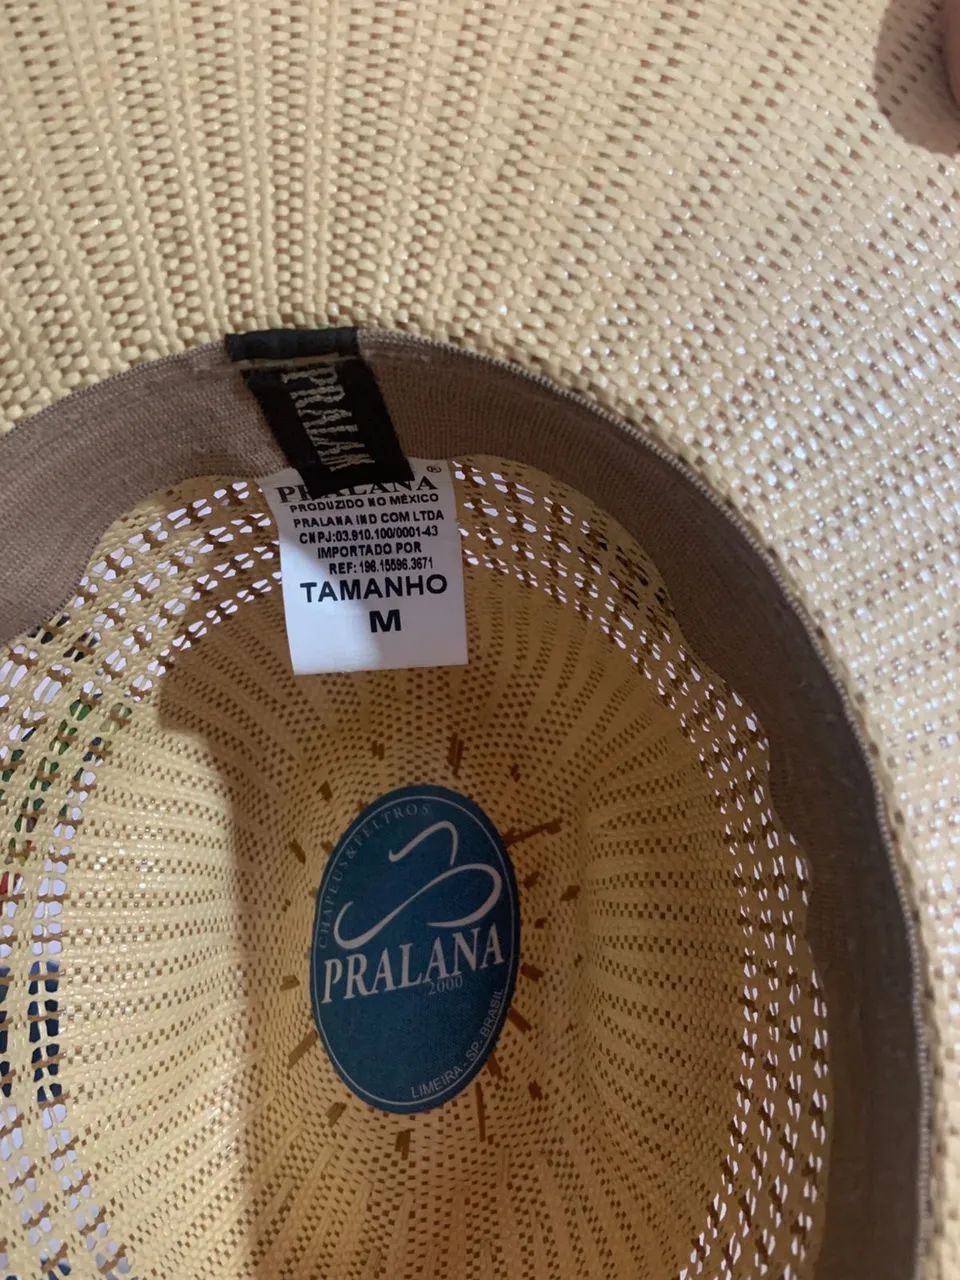 PRALANA
PRALANA ®
PRODUZIDO NO MÉXICO
PRALANA IND COM LTDA
CNPJ:03.910.100/0001-43
IMPORTADO POR
REF:196.15596.3671
TAMANHO
M
CHAPEUS&FELTROS
PRALANA
2000
LIMEIRA - SP- BRASIL